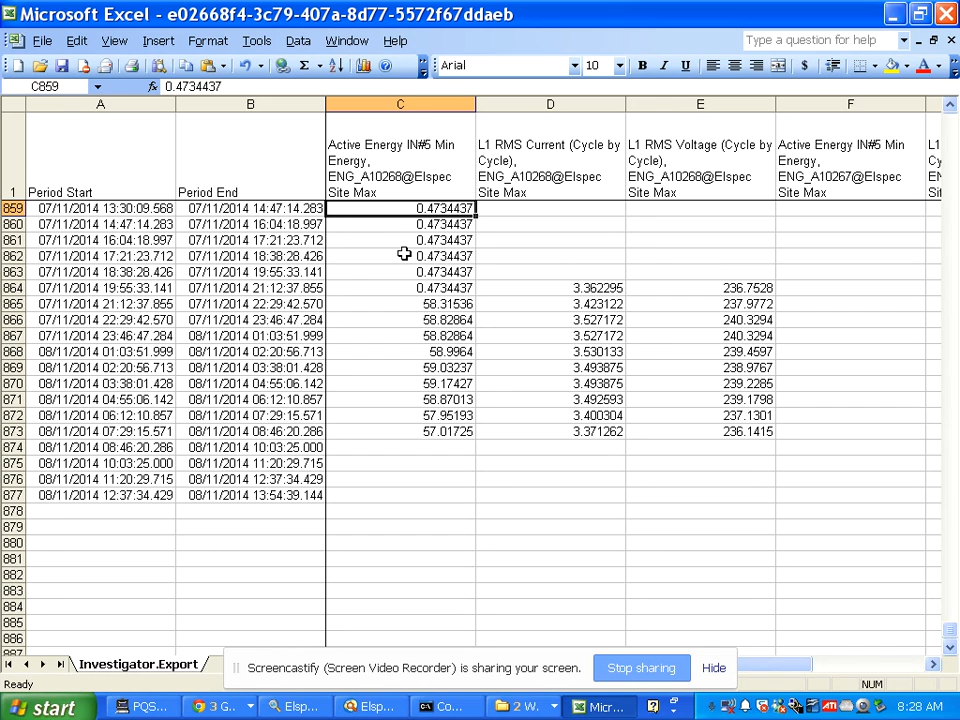 Microsoft Excel - e02668f4-3c79-407a-8d77-5572f67ddaeb
File Edit View Insert Format Tools Data Window Help Type a question for help
Arial 10 B I U $ A
C859 fx 0.4734437
A B C D E F
1 Period Start Period End Active Energy IN#5 Min Energy, ENG_A10268@Elspec Site Max L1 RMS Current (Cycle by Cycle), ENG_A10268@Elspec Site Max L1 RMS Voltage (Cycle by Cycle), ENG_A10268@Elspec Site Max Active Energy IN#5 Min Energy, ENG_A10267@Elspec Site Max
859 07/11/2014 13:30:09.568 07/11/2014 14:47:14.283 0.4734437
860 07/11/2014 14:47:14.283 07/11/2014 16:04:18.997 0.4734437
861 07/11/2014 16:04:18.997 07/11/2014 17:21:23.712 0.4734437
862 07/11/2014 17:21:23.712 07/11/2014 18:38:28.426 0.4734437
863 07/11/2014 18:38:28.426 07/11/2014 19:55:33.141 0.4734437
864 07/11/2014 19:55:33.141 07/11/2014 21:12:37.855 0.4734437 3.362295 236.7528
865 07/11/2014 21:12:37.855 07/11/2014 22:29:42.570 58.31536 3.423122 237.9772
866 07/11/2014 22:29:42.570 07/11/2014 23:46:47.284 58.82864 3.527172 240.3294
867 07/11/2014 23:46:47.284 08/11/2014 01:03:51.999 58.82864 3.527172 240.3294
868 08/11/2014 01:03:51.999 08/11/2014 02:20:56.713 58.9964 3.530133 239.4597
869 08/11/2014 02:20:56.713 08/11/2014 03:38:01.428 59.03237 3.493875 238.9767
870 08/11/2014 03:38:01.428 08/11/2014 04:55:06.142 59.17427 3.493875 239.2285
871 08/11/2014 04:55:06.142 08/11/2014 06:12:10.857 58.87013 3.492593 239.1798
872 08/11/2014 06:12:10.857 08/11/2014 07:29:15.571 57.95193 3.400304 237.1301
873 08/11/2014 07:29:15.571 08/11/2014 08:46:20.286 57.01725 3.371262 236.1415
874 08/11/2014 08:46:20.286 08/11/2014 10:03:25.000
875 08/11/2014 10:03:25.000 08/11/2014 11:20:29.715
876 08/11/2014 11:20:29.715 08/11/2014 12:37:34.429
877 08/11/2014 12:37:34.429 08/11/2014 13:54:39.144
878
879
880
881
882
883
884
885
886
Investigator.Export
Screencastify (Screen Video Recorder) is sharing your screen. Stop sharing Hide
Ready NUM
start PQS... 3 G... Elsp... Elsp... Co... 2 W... Micr... 8:28 AM